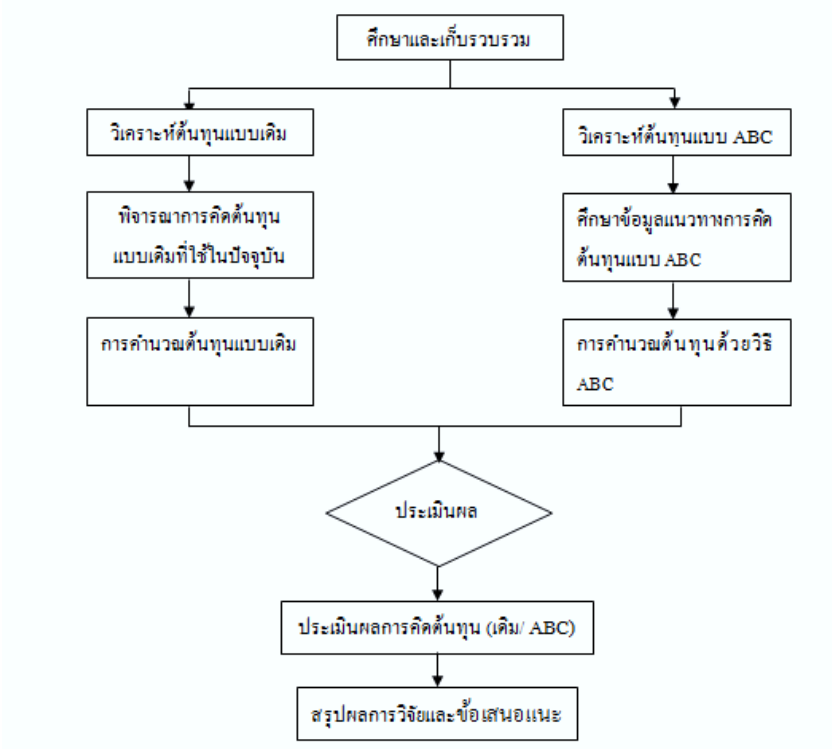 ศึกษาและเก็บรวบรวม
วิเคราะห์ต้นทุนแบบเดิม
วิเคราะห์ต้นทุนแบบ ABC
พิจารณาการคิดต้นทุน
แบบเดิมที่ใช้ในปัจจุบัน
ศึกษาข้อมูลแนวทางการคิด
ต้นทุนแบบ ABC
การคำนวณต้นทุนแบบเดิม
การคำนวณต้นทุนด้วยวิธี
ABC
ประเมินผล
ประเมินผลการคิดต้นทุน (เดิม/ ABC)
สรุปผลการวิจัยและข้อเสนอแนะ